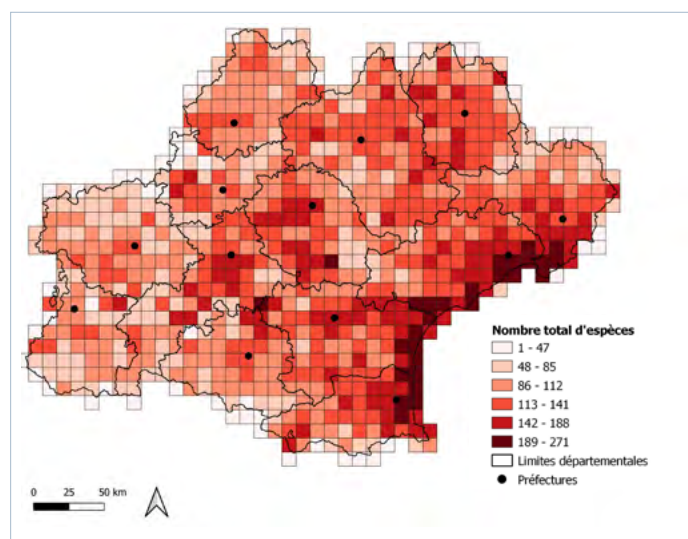 Nombre total d'espèces
1 - 47
48 - 85
86 - 112
113 - 141
142 - 188
189 - 271
Limites départementales
Préfectures
0 25 50 km